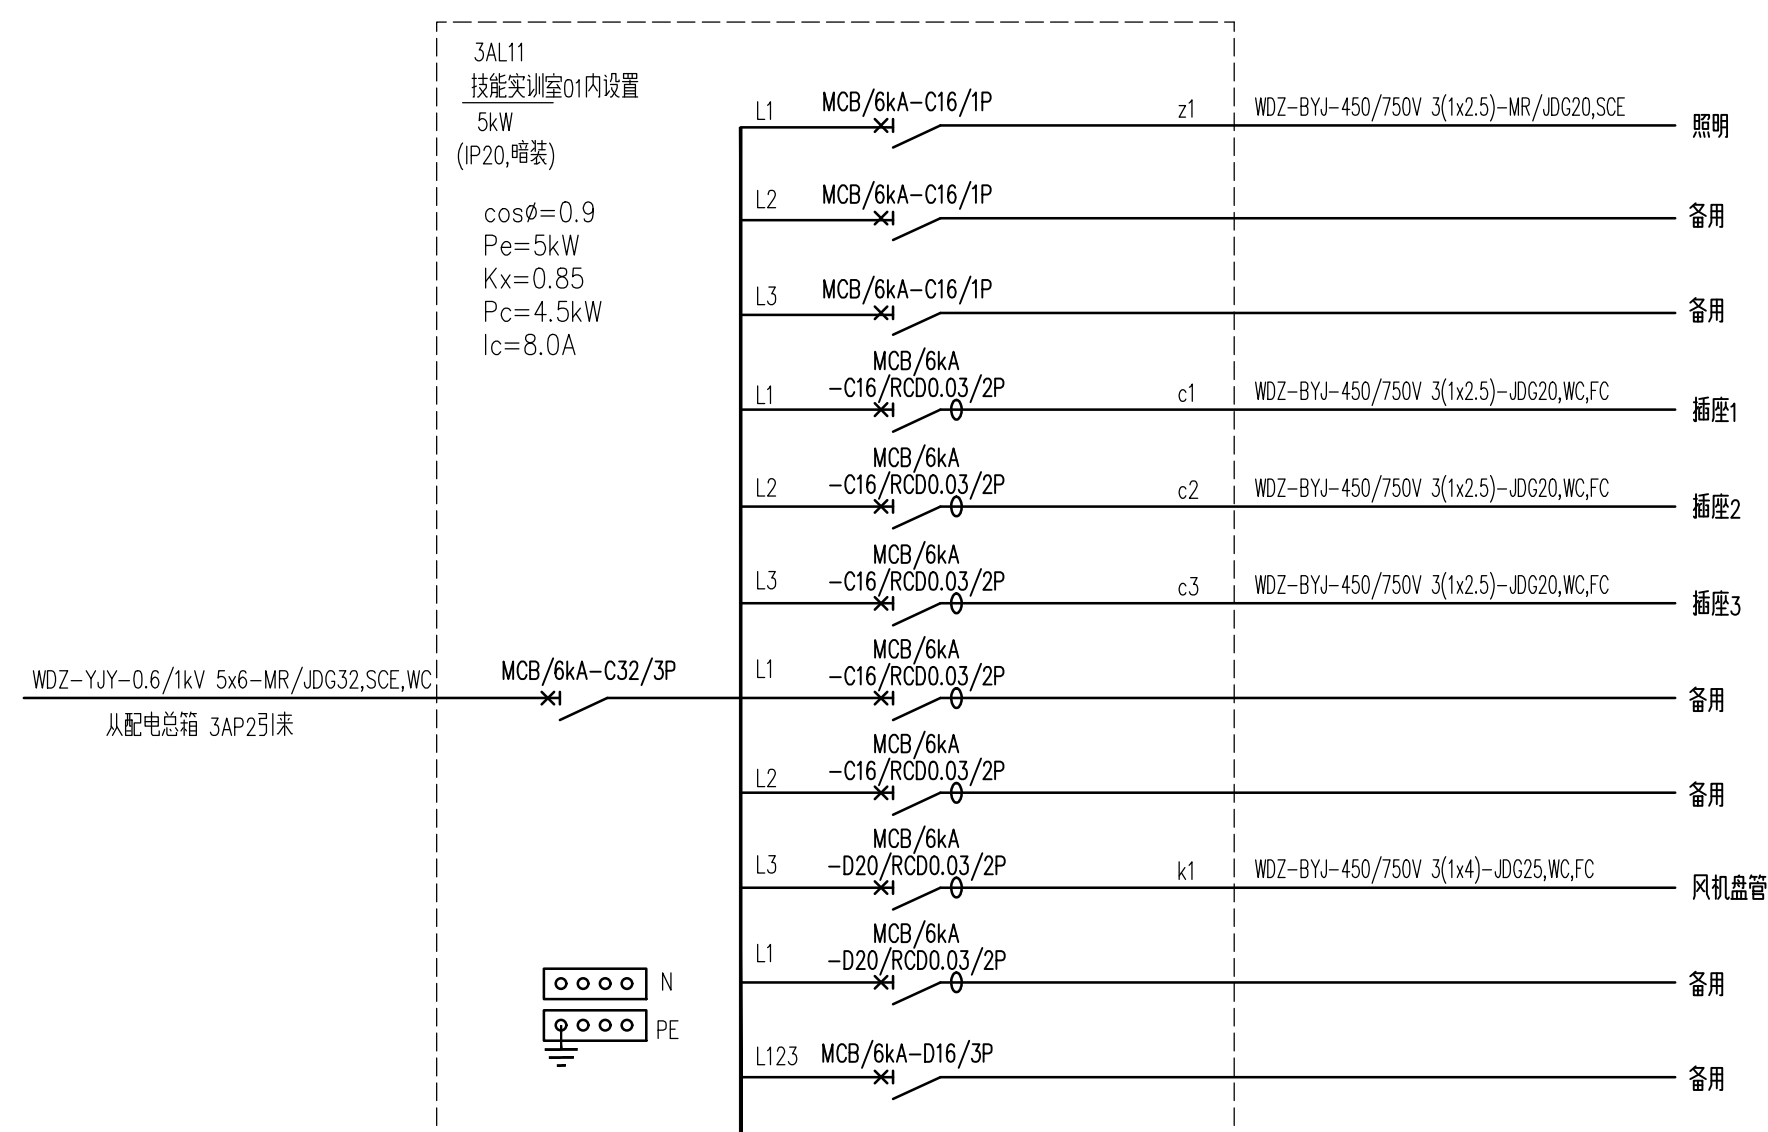 3AL11
技能实训室01内设置
5kW
(IP20,暗装)
cosø=0.9
Pe=5kW
Kx=0.85
Pc=4.5kW
Ic=8.0A
WDZ-YJY-0.6/1kV 5x6-MR/JDG32,SCE,WC
从配电总箱 3AP2引来
MCB/6kA-C32/3P
N
PE
L1 MCB/6kA-C16/1P z1 WDZ-BYJ-450/750V 3(1x2.5)-MR/JDG20,SCE 照明
L2 MCB/6kA-C16/1P 备用
L3 MCB/6kA-C16/1P 备用
MCB/6kA
L1 -C16/RCD0.03/2P c1 WDZ-BYJ-450/750V 3(1x2.5)-JDG20,WC,FC 插座1
MCB/6kA
L2 -C16/RCD0.03/2P c2 WDZ-BYJ-450/750V 3(1x2.5)-JDG20,WC,FC 插座2
MCB/6kA
L3 -C16/RCD0.03/2P c3 WDZ-BYJ-450/750V 3(1x2.5)-JDG20,WC,FC 插座3
MCB/6kA
L1 -C16/RCD0.03/2P 备用
MCB/6kA
L2 -C16/RCD0.03/2P 备用
MCB/6kA
L3 -D20/RCD0.03/2P k1 WDZ-BYJ-450/750V 3(1x4)-JDG25,WC,FC 风机盘管
MCB/6kA
L1 -D20/RCD0.03/2P 备用
L123 MCB/6kA-D16/3P 备用